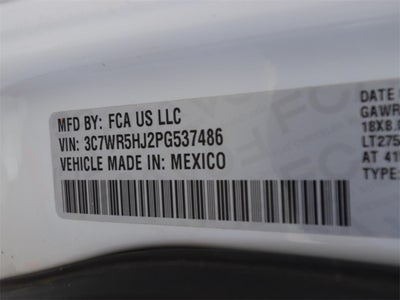 MFD BY: FCA US LLC
VIN: 3C7WR5HJ2PG537486
VEHICLE MADE IN: MEXICO
DATE
GAWR
18X8.
LT275
AT 41
TYPE: